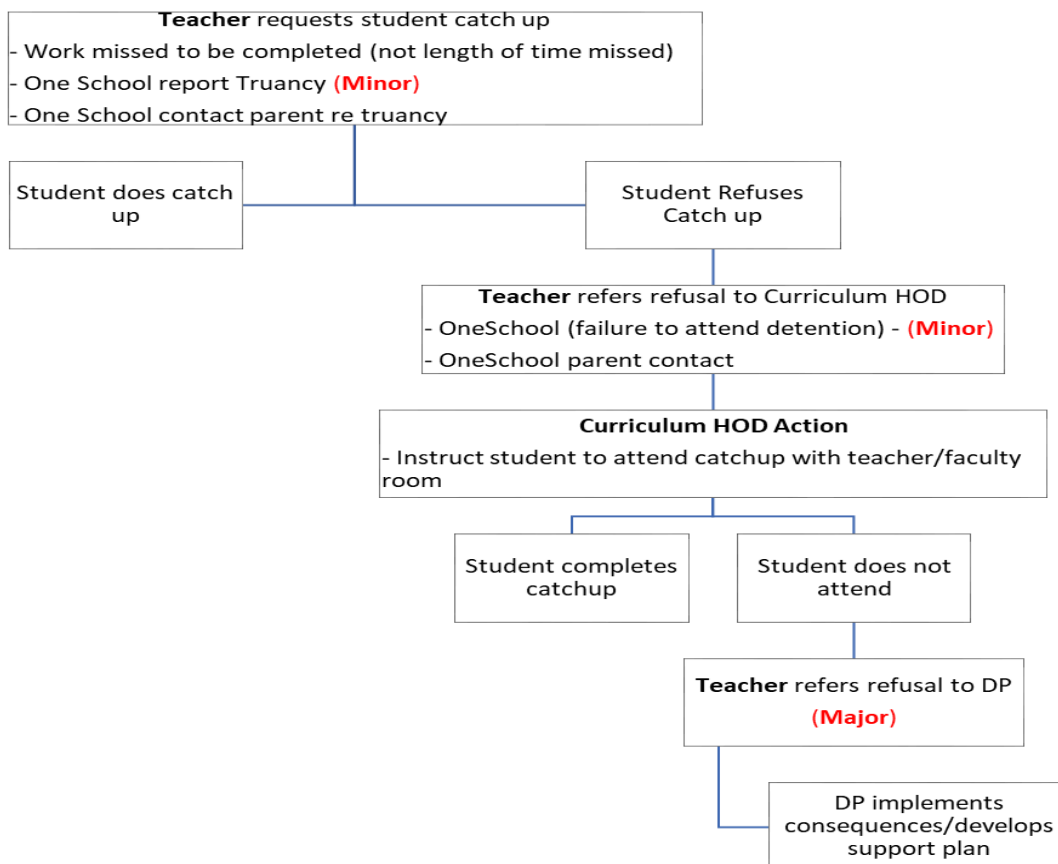 Teacher requests student catch up
- Work missed to be completed (not length of time missed)
- One School report Truancy (Minor)
- One School contact parent re truancy
Student does catch
up
Student Refuses
Catch up
Teacher refers refusal to Curriculum HOD
- OneSchool (failure to attend detention) - (Minor)
- OneSchool parent contact
Curriculum HOD Action
- Instruct student to attend catchup with teacher/faculty
room
Student completes
catchup
Student does not
attend
Teacher refers refusal to DP
(Major)
DP implements
consequences/develops
support plan